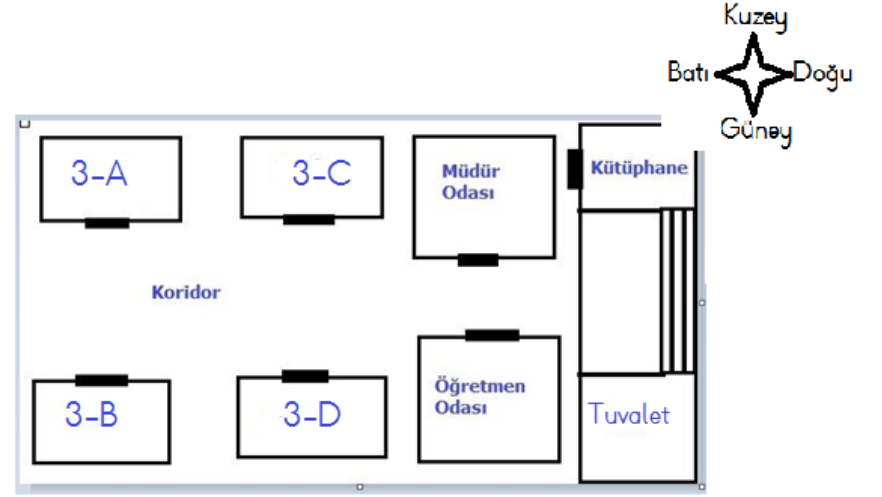 Kuzey
Batı
Doğu
Güney
3-A
3-C
Müdür
Odası
Kütüphane
Koridor
3-B
3-D
Öğretmen
Odası
Tuvalet